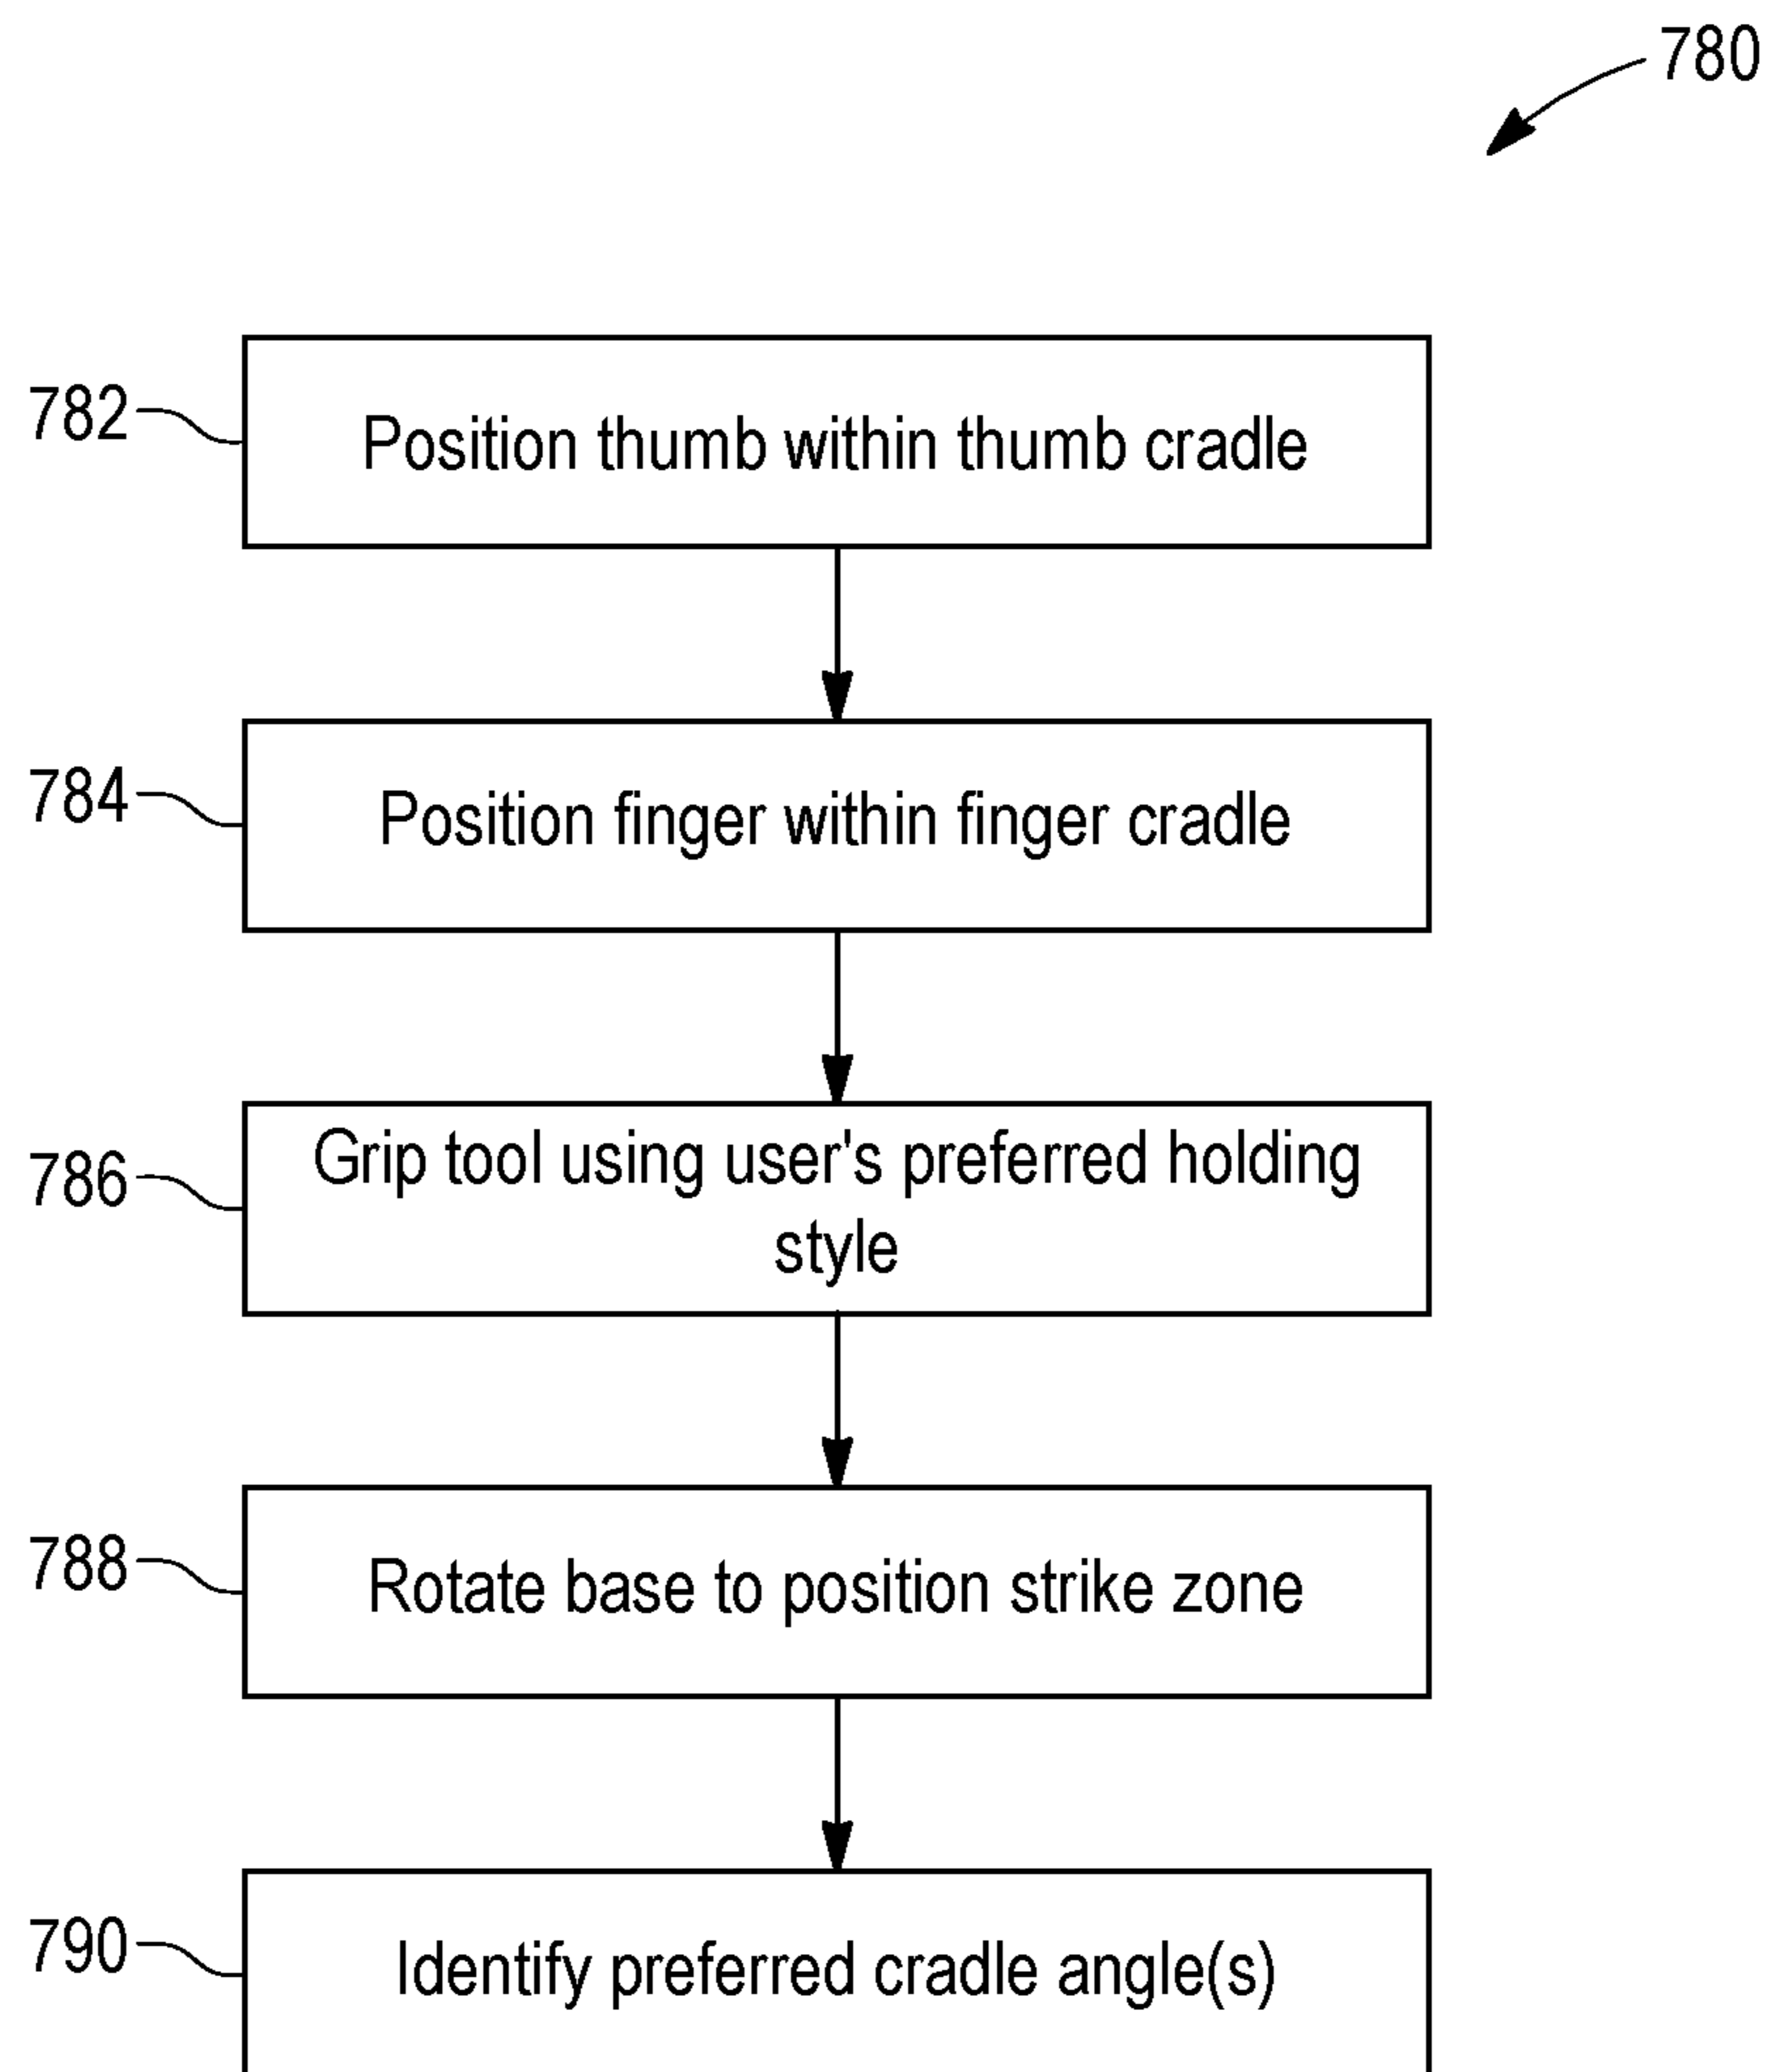 780
782
Position thumb within thumb cradle
784
Position finger within finger cradle
786
Grip tool using user's preferred holding
style
788
Rotate base to position strike zone
790
Identify preferred cradle angle(s)